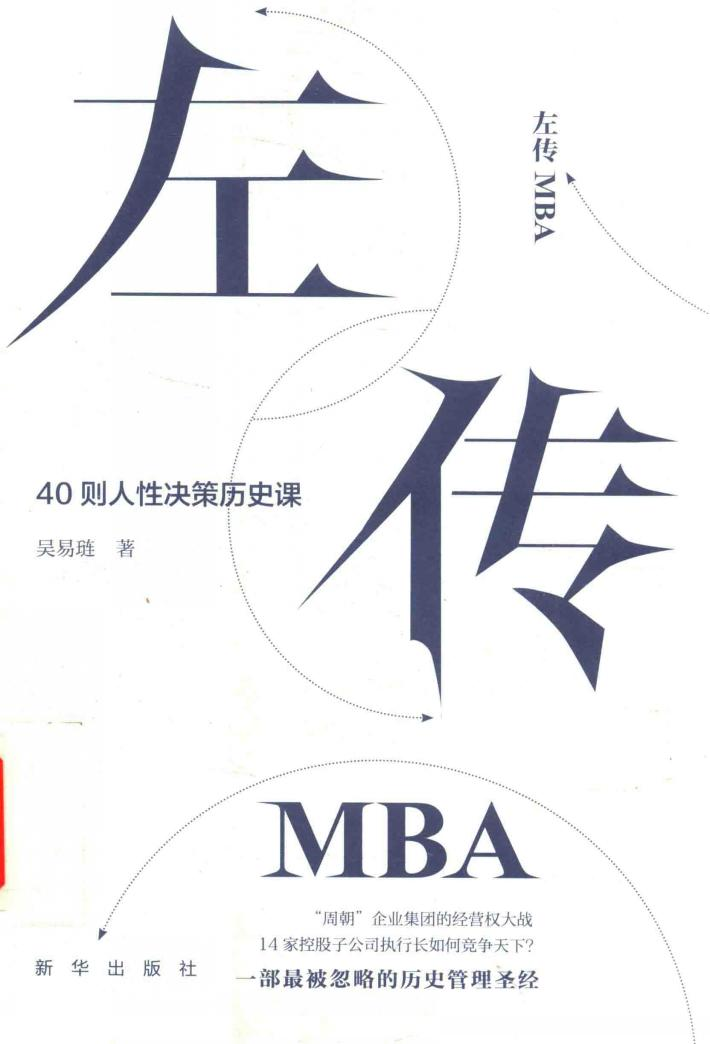 左
传
左传 MBA
40 则人性决策历史课
吴易琏 著
MBA
“周朝”企业集团的经营权大战
14 家控股子公司执行长如何竞争天下?
一部最被忽略的历史管理圣经
新华出版社